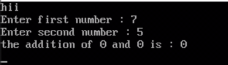 hii
Enter first number : 7
Enter second number : 5
the addition of 0 and 0 is : 0